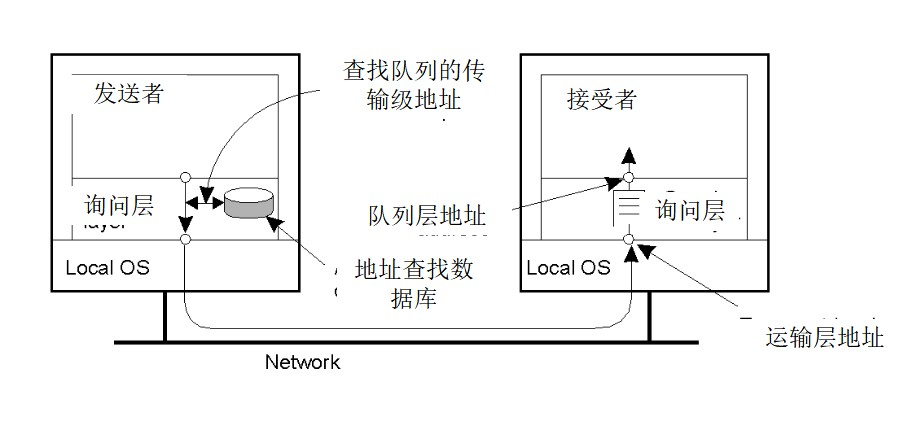 查找队列的传
输级地址
发送者
接受者
询问层
layer
队列层地址
询问层
Local OS
地址查找数
据库
Local OS
运输层地址
Network